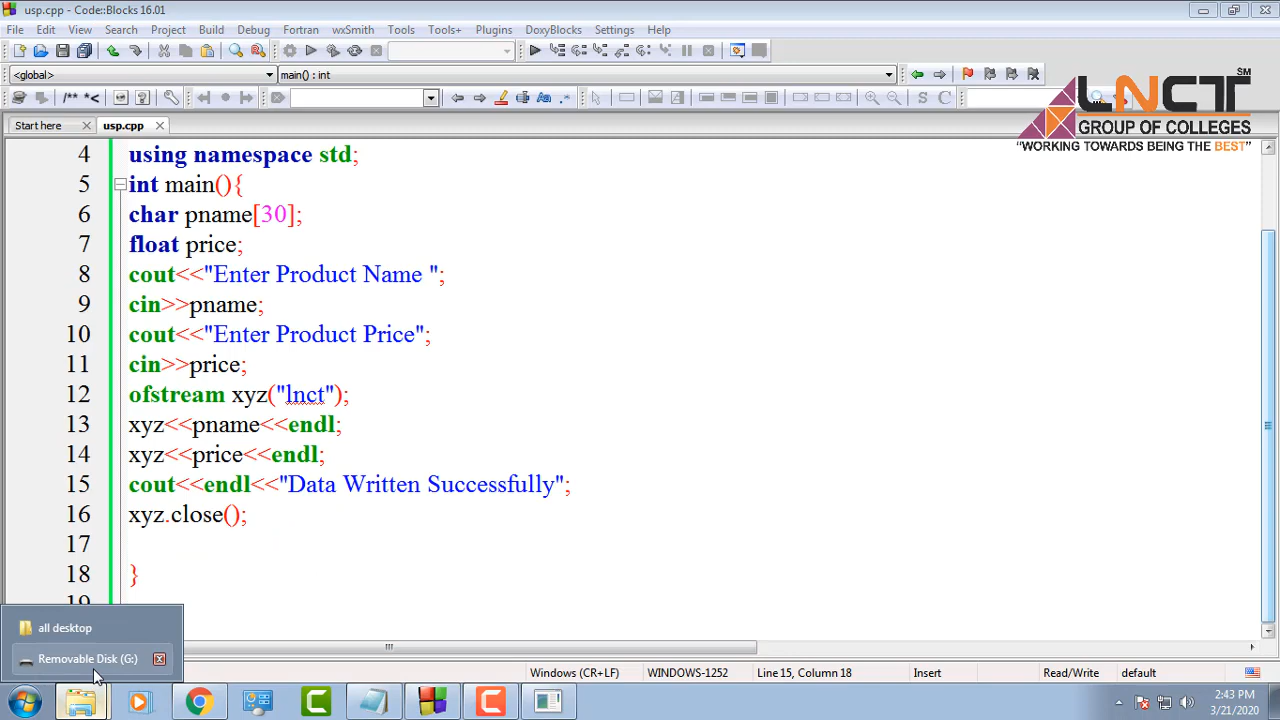 usp.cpp - Code::Blocks 16.01
File Edit View Search Project Build Debug Fortran wxSmith Tools Tools+ Plugins DoxyBlocks Settings Help
<global> main() : int
/** *<
S C
LNCT SM
GROUP OF COLLEGES
"WORKING TOWARDS BEING THE BEST"
Start here usp.cpp
4 using namespace std;
5 int main(){
6 char pname[30];
7 float price;
8 cout<<"Enter Product Name ";
9 cin>>pname;
10 cout<<"Enter Product Price";
11 cin>>price;
12 ofstream xyz("lnct");
13 xyz<<pname<<endl;
14 xyz<<price<<endl;
15 cout<<endl<<"Data Written Successfully";
16 xyz.close();
17
18 }
19
all desktop
Removable Disk (G:)
Windows (CR+LF) WINDOWS-1252 Line 15, Column 18 Insert Read/Write default
2:43 PM
3/21/2020